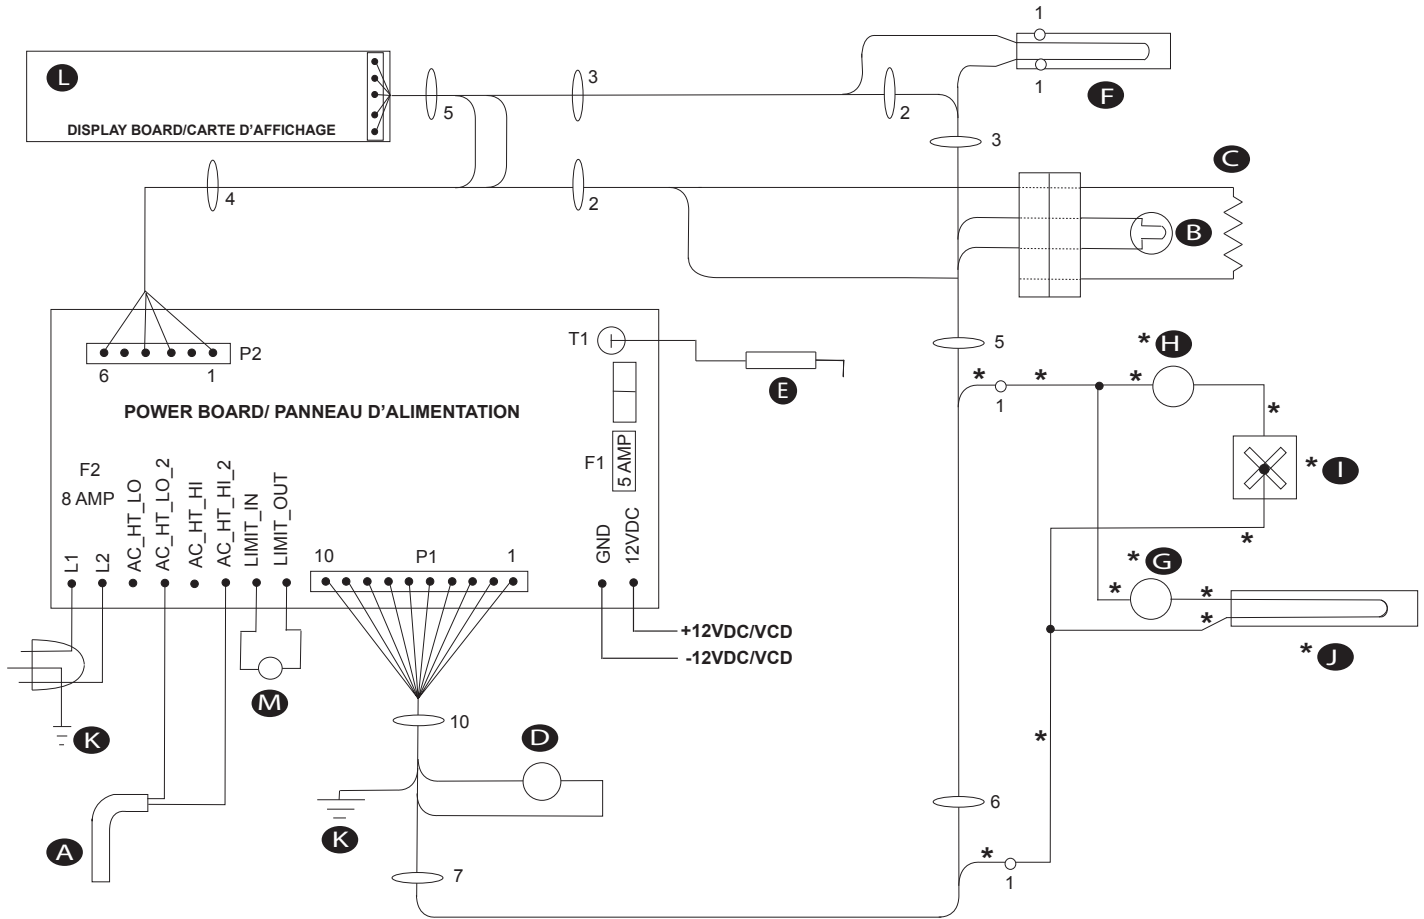 1
L
3
F
1
5
2
DISPLAY BOARD/CARTE D'AFFICHAGE
3
C
4
2
B
T1
5
* H
P2
6
1
E
* * *
1
*
POWER BOARD/ PANNEAU D'ALIMENTATION
F1
5 AMP
* I
F2
8 AMP
L1
L2
AC_HT_LO
AC_HT_LO_2
AC_HT_HI
AC_HT_HI_2
LIMIT_IN
LIMIT_OUT
10
P1
1
GND
12VDC
*
* G
* *
*
+12VDC/VCD
-12VDC/VCD
* J
M
K
10
D
*
6
K
A
7
*
1